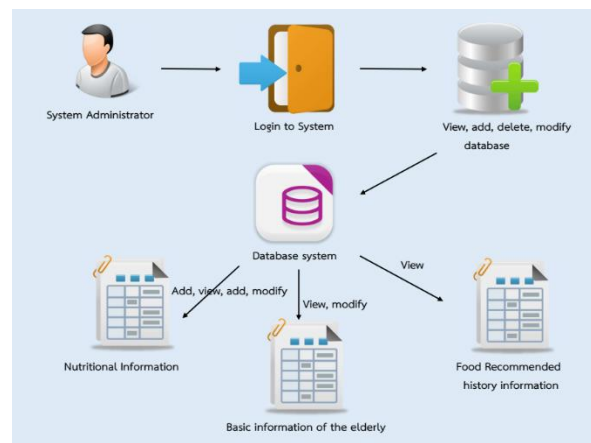 System Administrator
Login to System
View, add, delete, modify
database
Database system
Add, view, add, modify
View, modify
View
Nutritional Information
Basic information of the elderly
Food Recommended
history information